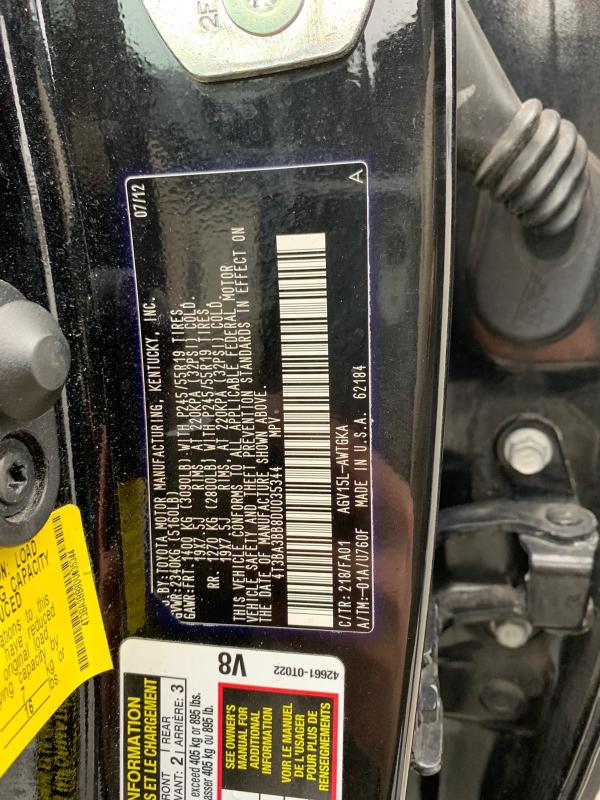 BY:TOYOTA MOTOR MANUFACTURING, KENTUCKY, INC. 07/12
GVWR: 2340KG(5160LB)
GAWR:FRT. 1400 KG (3090LB) WITH P245/55R19 TIRES,
19X7.5J RIMS, AT 220KPA (32PSI) COLD.
RR. 1270 KG (2800LB) WITH P245/55R19 TIRES,
19X7.5J RIMS, AT 220KPA (32PSI) COLD.
THIS VEHICLE CONFORMS TO ALL APPLICABLE FEDERAL MOTOR
VEHICLE SAFETY AND THEFT PREVENTION STANDARDS IN EFFECT ON
THE DATE OF MANUFACTURE SHOWN ABOVE.
4T3BA3BB8DU035344 MPV
C/TR: 218/FA01 AGV15L-AWTGKA
A/TM:-01A/U760F MADE IN U.S.A. 62184
A
2F
N: LOAD
G CAPACITY
DUCED
ations to this
have reduced
original load
ying capacity by
7 kg or
16 lbs.
42661-0T022
V8
S ET LE CHARGEMENT
FRONT 2 REAR 3
VANT: ARRIÈRE:
exceed 405 kg or 895 lbs.
asser 405 kg ou 895 lb.
SEE OWNER'S
MANUAL FOR
ADDITIONAL
INFORMATION
VOIR LE MANUEL
DE L'USAGER
POUR PLUS DE